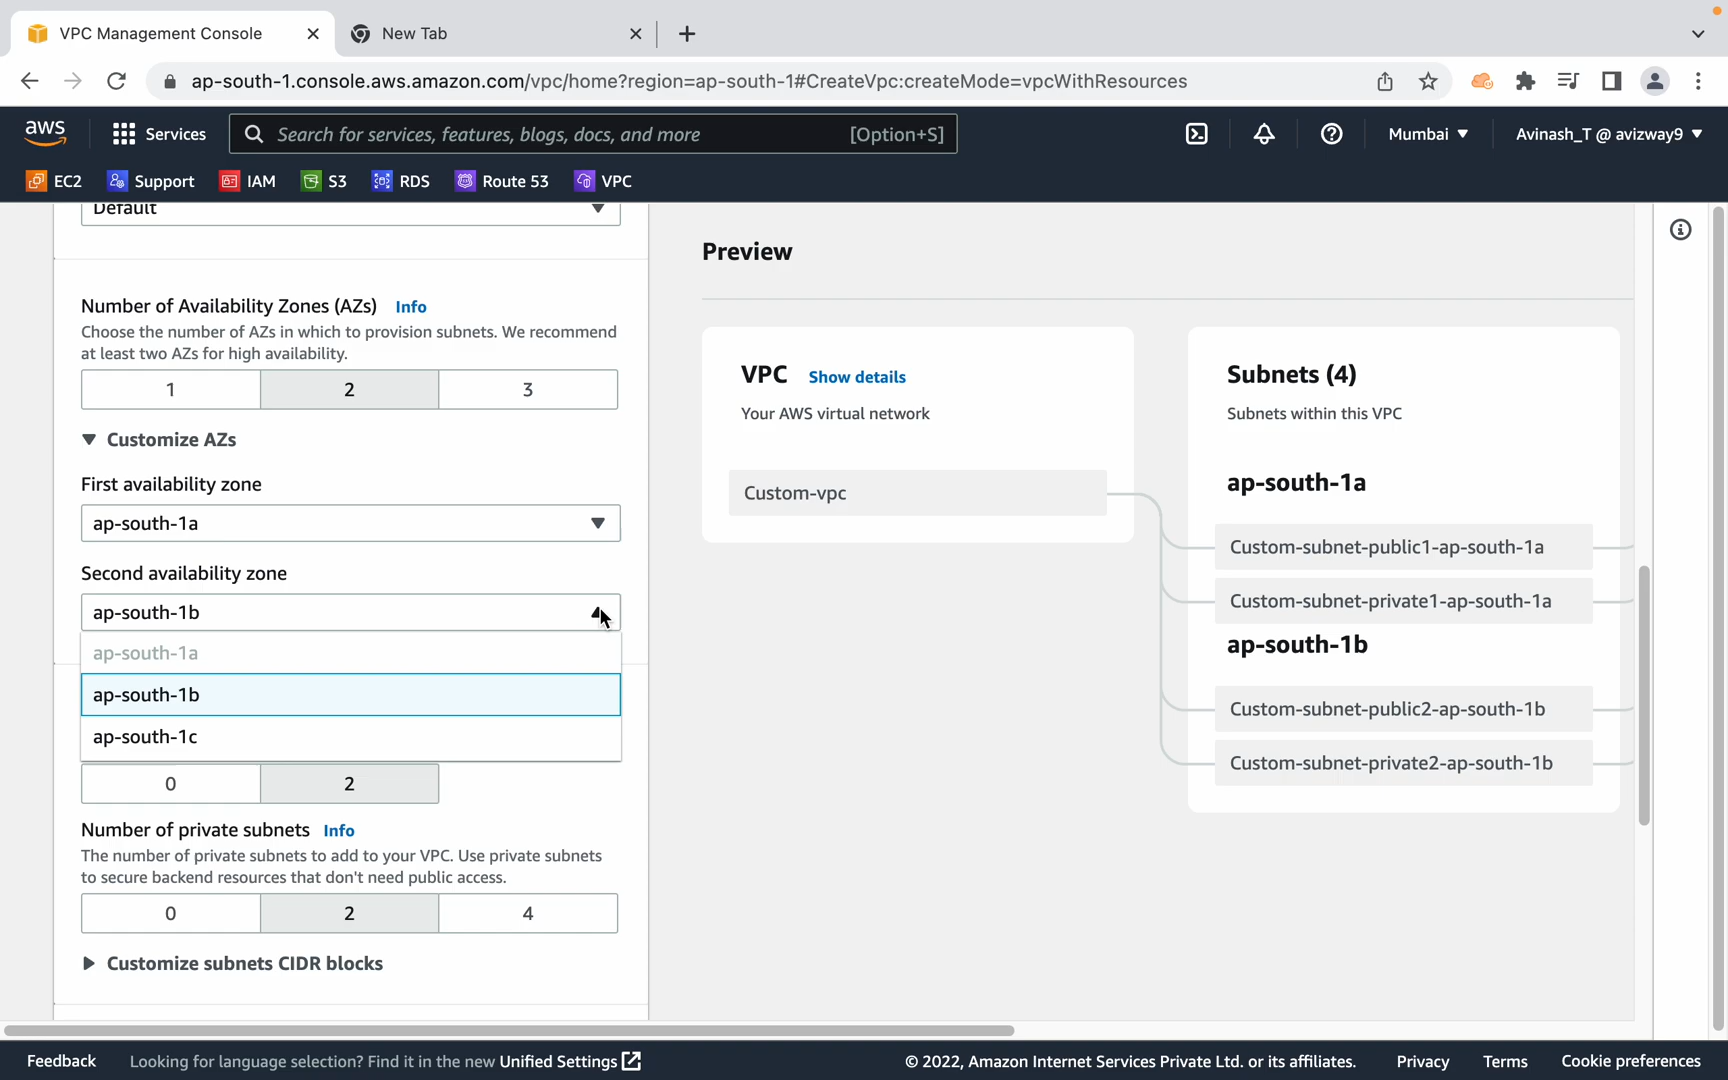 VPC Management Console
New Tab
ap-south-1.console.aws.amazon.com/vpc/home?region=ap-south-1#CreateVpc:createMode=vpcWithResources
aws
Services
Search for services, features, blogs, docs, and more
[Option+S]
Mumbai
Avinash_T @ avizway9
EC2
Support
IAM
S3
RDS
Route 53
VPC
Default
Number of Availability Zones (AZs) Info
Choose the number of AZs in which to provision subnets. We recommend
at least two AZs for high availability.
1
2
3
Customize AZs
First availability zone
ap-south-1a
Second availability zone
ap-south-1b
ap-south-1a
ap-south-1b
ap-south-1c
0
2
Number of private subnets Info
The number of private subnets to add to your VPC. Use private subnets
to secure backend resources that don't need public access.
0
2
4
Customize subnets CIDR blocks
Preview
VPC Show details
Your AWS virtual network
Custom-vpc
Subnets (4)
Subnets within this VPC
ap-south-1a
Custom-subnet-public1-ap-south-1a
Custom-subnet-private1-ap-south-1a
ap-south-1b
Custom-subnet-public2-ap-south-1b
Custom-subnet-private2-ap-south-1b
Feedback
Looking for language selection? Find it in the new Unified Settings
© 2022, Amazon Internet Services Private Ltd. or its affiliates.
Privacy
Terms
Cookie preferences